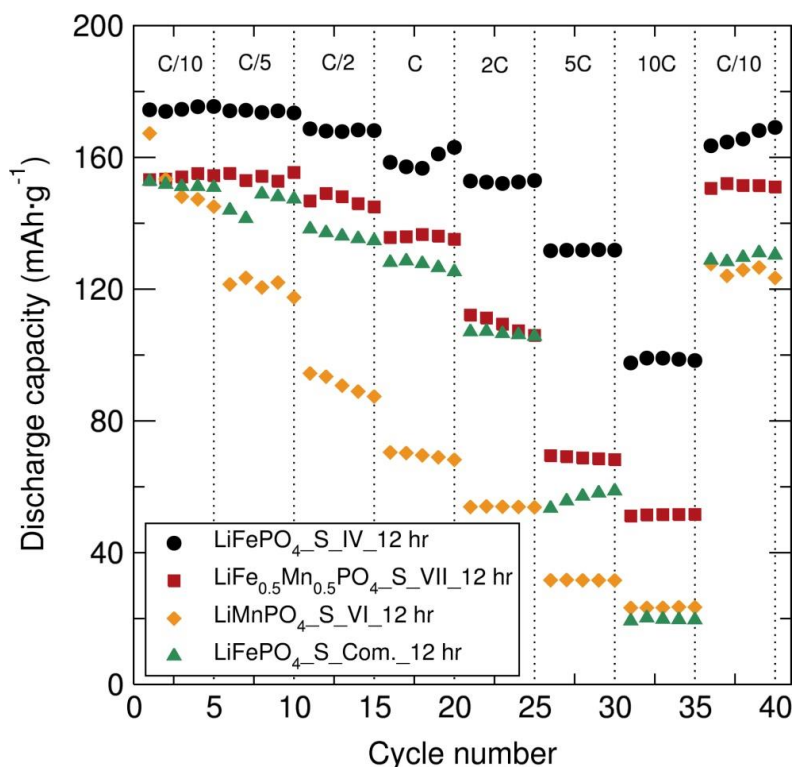 200
160
120
80
40
0
Discharge capacity (mAh·g⁻¹)
C/10 C/5 C/2 C 2C 5C 10C C/10
LiFePO₄_S_IV_12 hr
LiFe₀.₅Mn₀.₅PO₄_S_VII_12 hr
LiMnPO₄_S_VI_12 hr
LiFePO₄_S_Com._12 hr
0 5 10 15 20 25 30 35 40
Cycle number